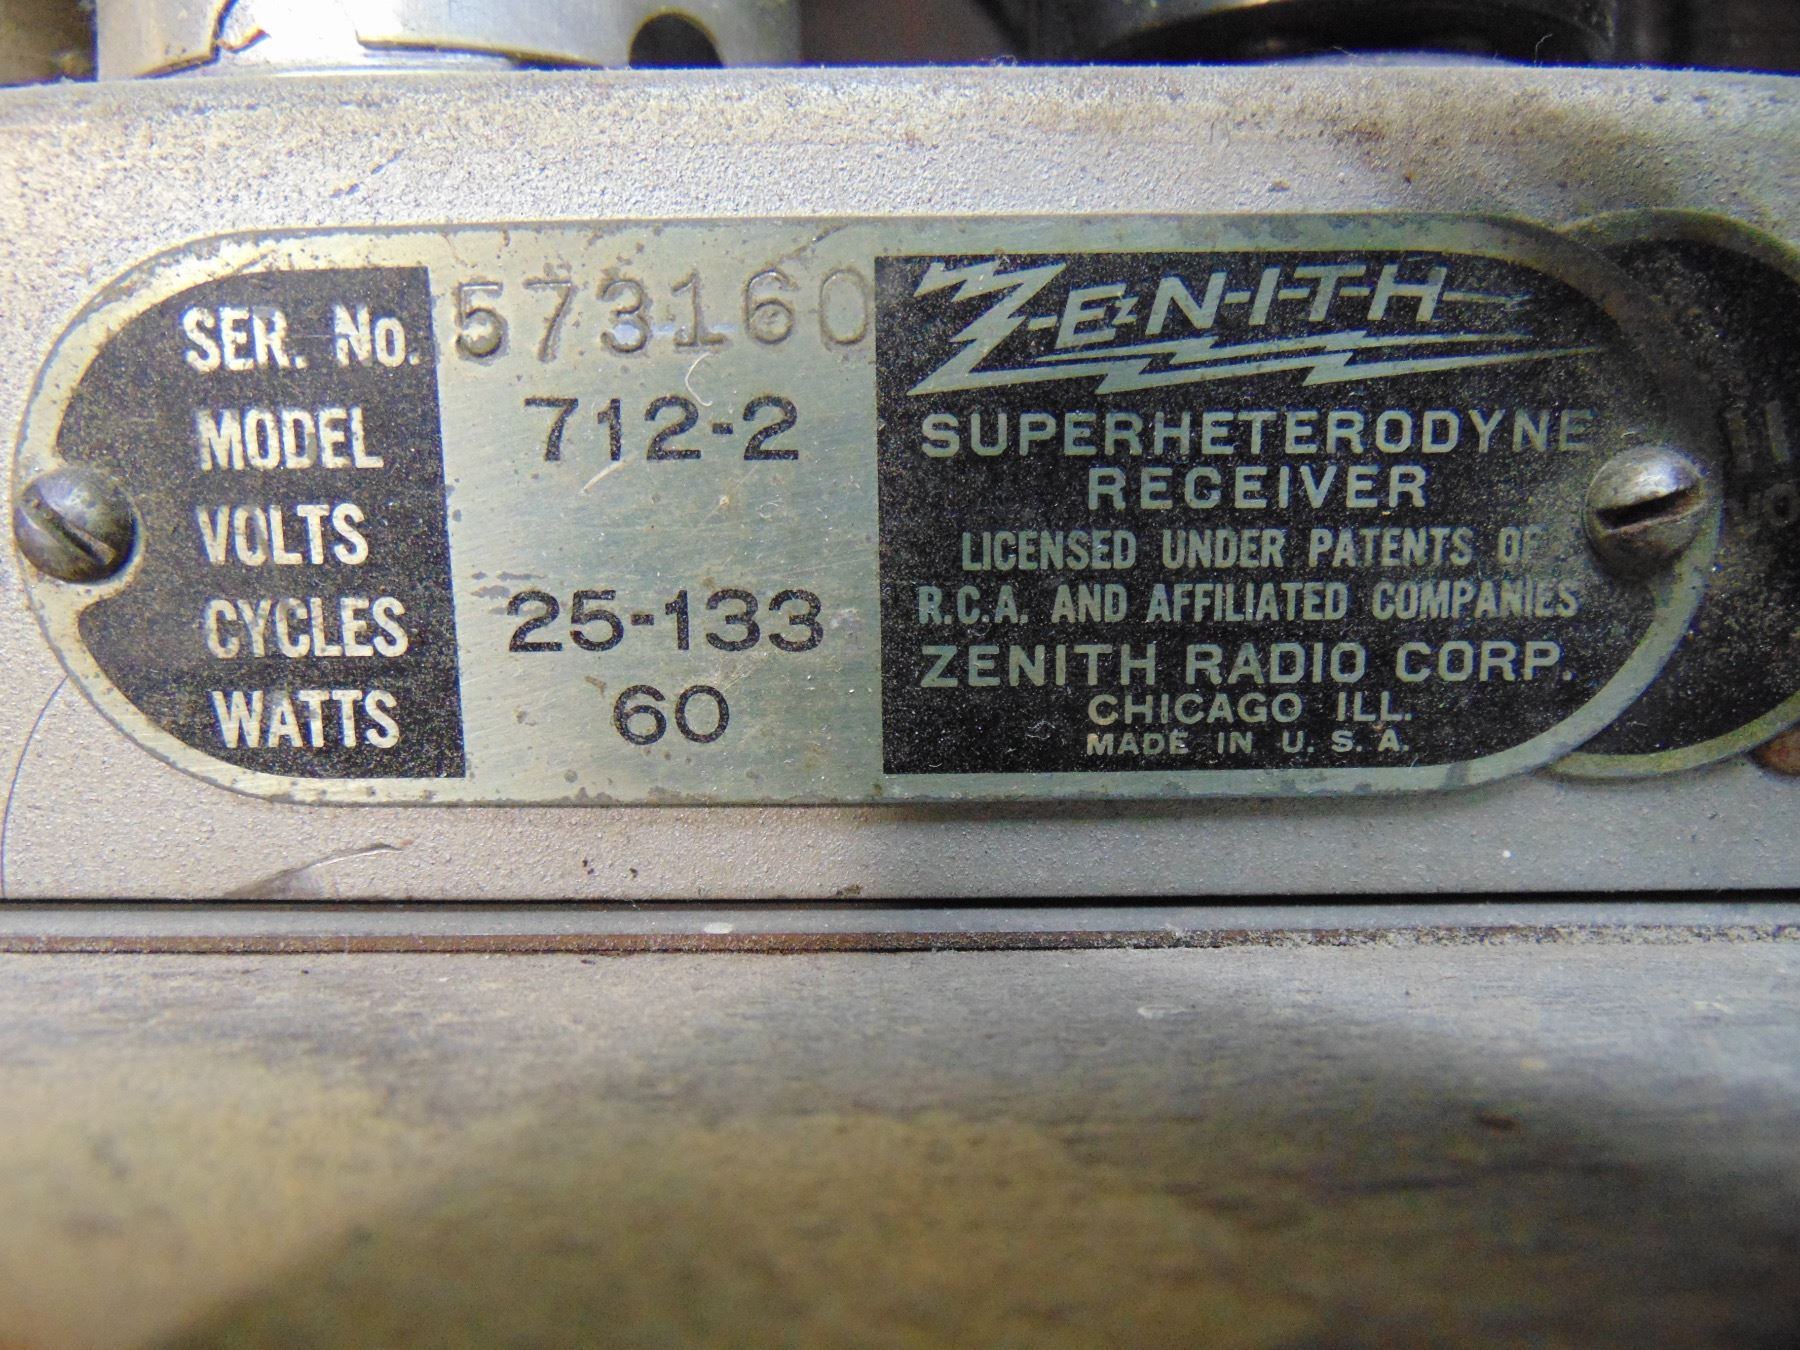 SER. No. 573160
MODEL 712-2
VOLTS
CYCLES 25-133
WATTS 60
ZENITH
SUPERHETERODYNE
RECEIVER
LICENSED UNDER PATENTS OF
R.C.A. AND AFFILIATED COMPANIES
ZENITH RADIO CORP.
CHICAGO ILL.
MADE IN U. S. A.